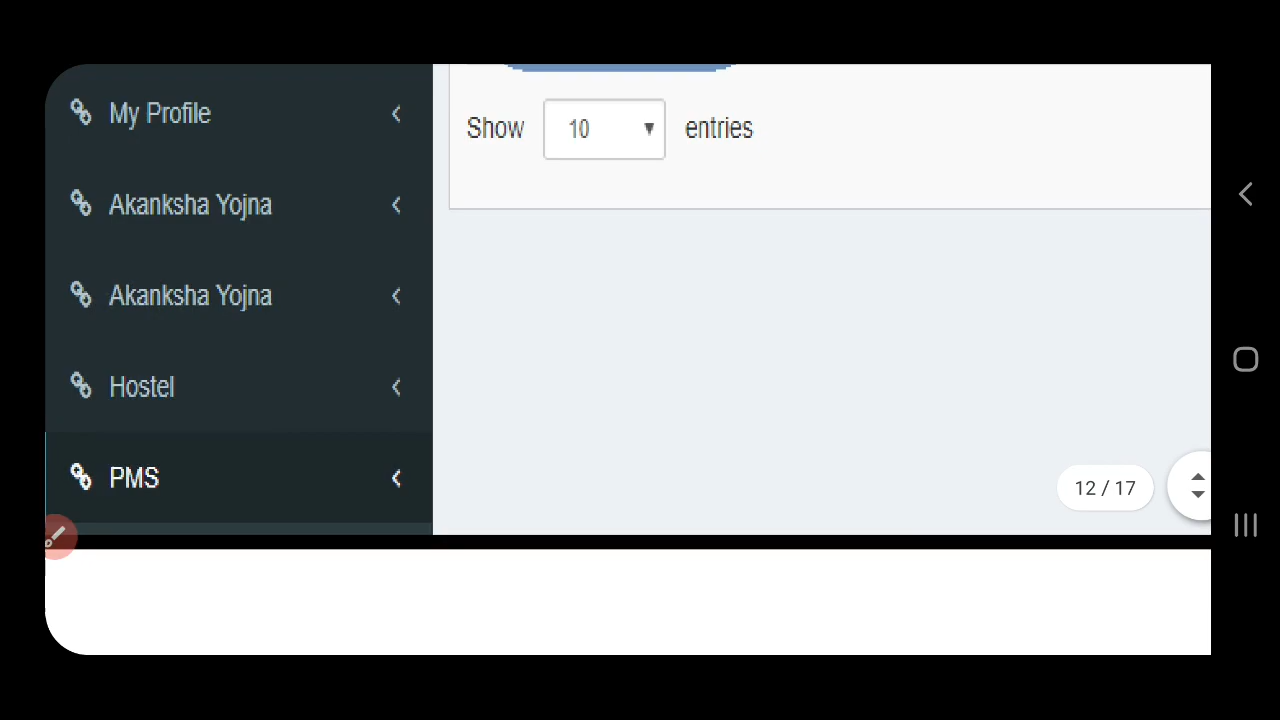 My Profile
Akanksha Yojna
Akanksha Yojna
Hostel
PMS
Show 10 entries
12 / 17